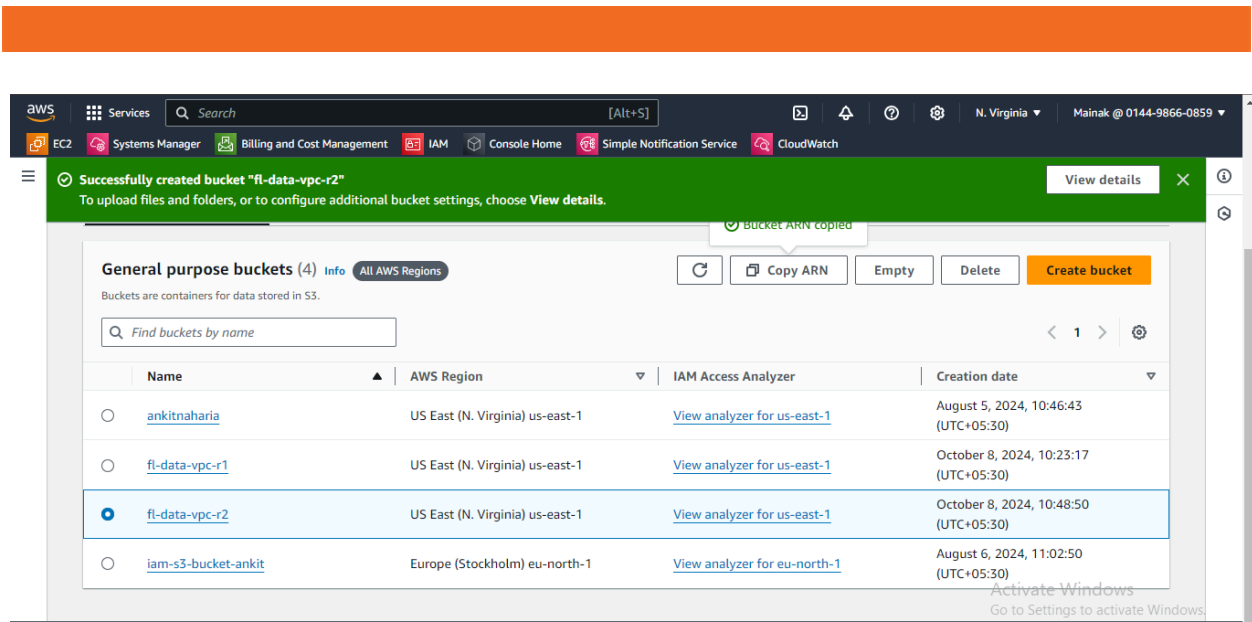 aws Services Search [Alt+S] N. Virginia ▼ Mainak @ 0144-9866-0859 ▼
EC2 Systems Manager Billing and Cost Management IAM Console Home Simple Notification Service CloudWatch
Successfully created bucket "fl-data-vpc-r2" View details
To upload files and folders, or to configure additional bucket settings, choose View details.
Bucket ARN copied
General purpose buckets (4) Info All AWS Regions Copy ARN Empty Delete Create bucket
Buckets are containers for data stored in S3.
Find buckets by name 1
Name AWS Region IAM Access Analyzer Creation date
ankitnaharia US East (N. Virginia) us-east-1 View analyzer for us-east-1 August 5, 2024, 10:46:43
(UTC+05:30)
fl-data-vpc-r1 US East (N. Virginia) us-east-1 View analyzer for us-east-1 October 8, 2024, 10:23:17
(UTC+05:30)
fl-data-vpc-r2 US East (N. Virginia) us-east-1 View analyzer for us-east-1 October 8, 2024, 10:48:50
(UTC+05:30)
iam-s3-bucket-ankit Europe (Stockholm) eu-north-1 View analyzer for eu-north-1 August 6, 2024, 11:02:50
(UTC+05:30)
Activate Windows
Go to Settings to activate Windows.